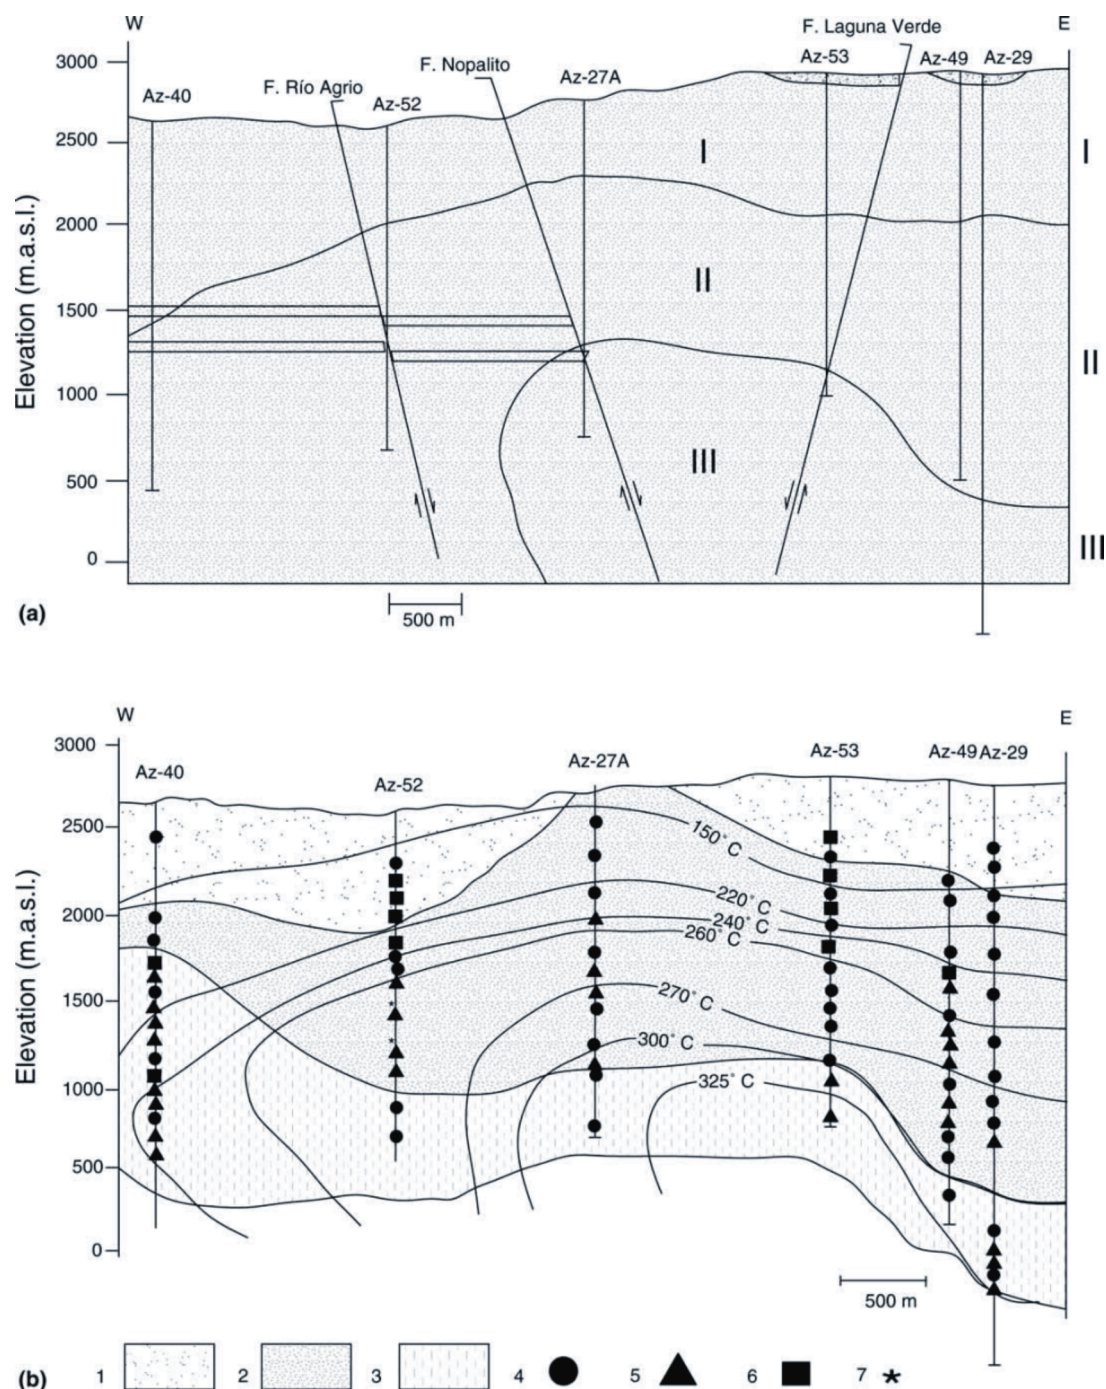 W
E
F. Laguna Verde
3000
F. Nopalito
Az-53
Az-49
Az-29
Az-40
F. Río Agrio
Az-52
Az-27A
2500
I
I
2000
II
1500
II
1000
III
500
III
0
Elevation (m.a.s.l.)
(a)
500 m
W
E
3000
Az-40
Az-52
Az-27A
Az-53
Az-49
Az-29
2500
150° C
220° C
2000
240° C
260° C
1500
270° C
300° C
325° C
1000
500
0
Elevation (m.a.s.l.)
500 m
(b)
1
2
3
4
5
6
7
*